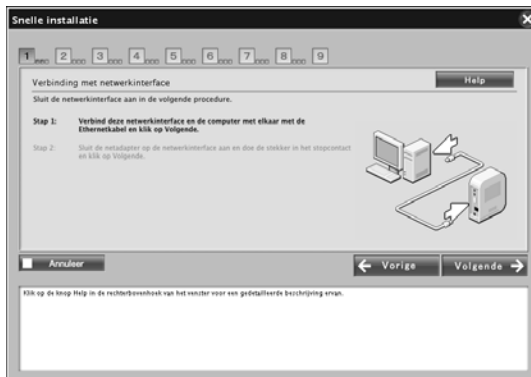 Snelle installatie
1 2 3 4 5 6 7 8 9
Verbinding met netwerkinterface
Help
Sluit de netwerkinterface aan in de volgende procedure.
Stap 1: Verbind deze netwerkinterface en de computer met elkaar met de
Ethernetkabel en klik op Volgende.
Stap 2: Sluit de netadapter op de netwerkinterface aan en doe de stekker in het stopcontact
en klik op Volgende.
Annuleer
Vorige
Volgende
Klik op de knop Help in de rechterbovenhoek van het venster voor een gedetailleerde beschrijving ervan.